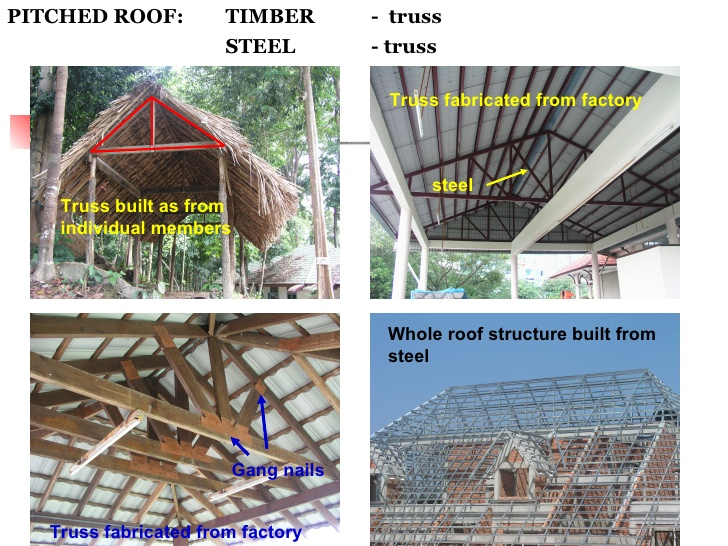 PITCHED ROOF: TIMBER - truss
STEEL - truss
Truss built as from
individual members
Truss fabricated from factory
steel
Gang nails
Truss fabricated from factory
Whole roof structure built from
steel